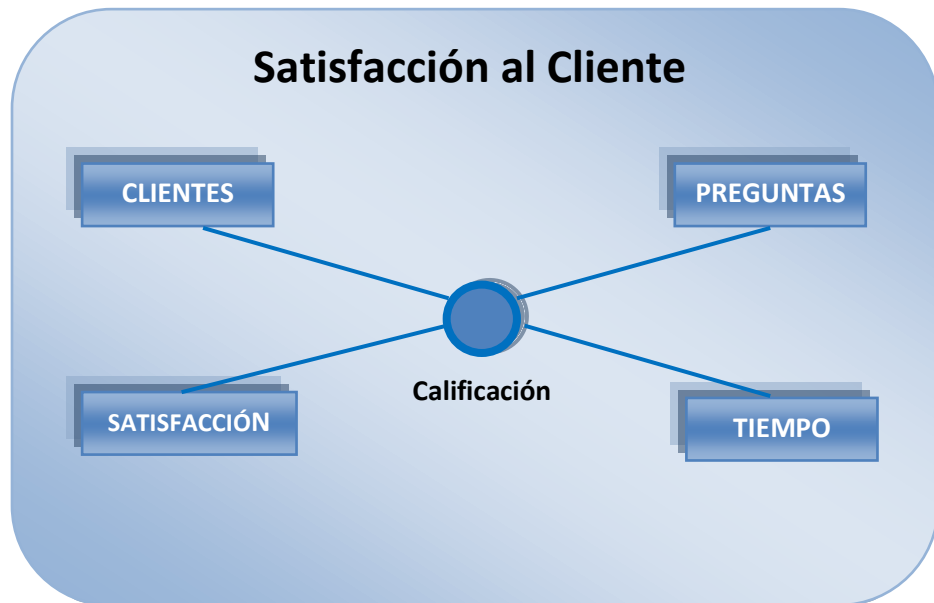 Satisfacción al Cliente
CLIENTES
PREGUNTAS
Calificación
SATISFACCIÓN
TIEMPO